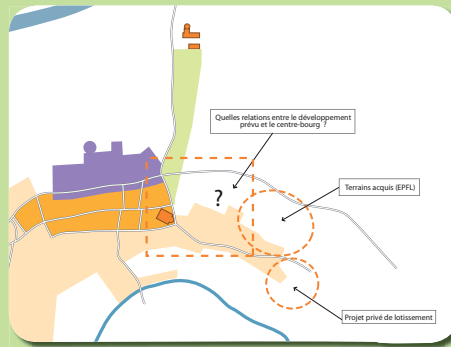 Quelles relations entre le développement
prévu et le centre-bourg ?
?
Terrains acquis (EPFL)
Projet privé de lotissement